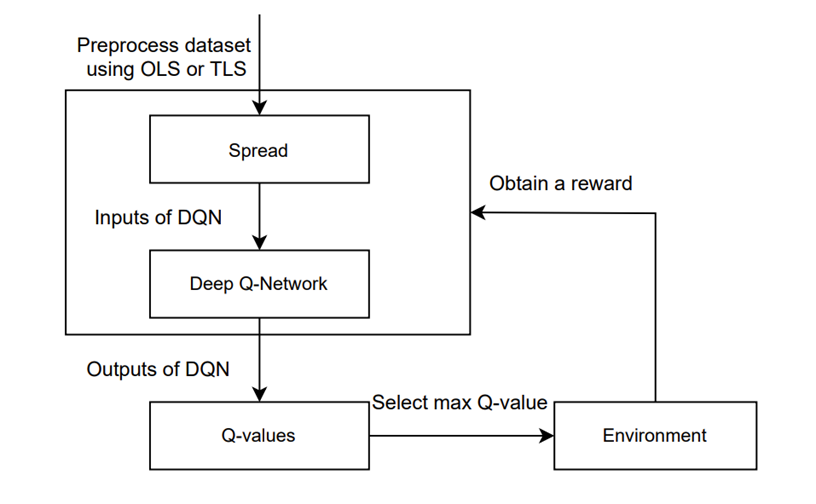 Preprocess dataset
using OLS or TLS
Spread
Obtain a reward
Inputs of DQN
Deep Q-Network
Outputs of DQN
Select max Q-value
Q-values
Environment